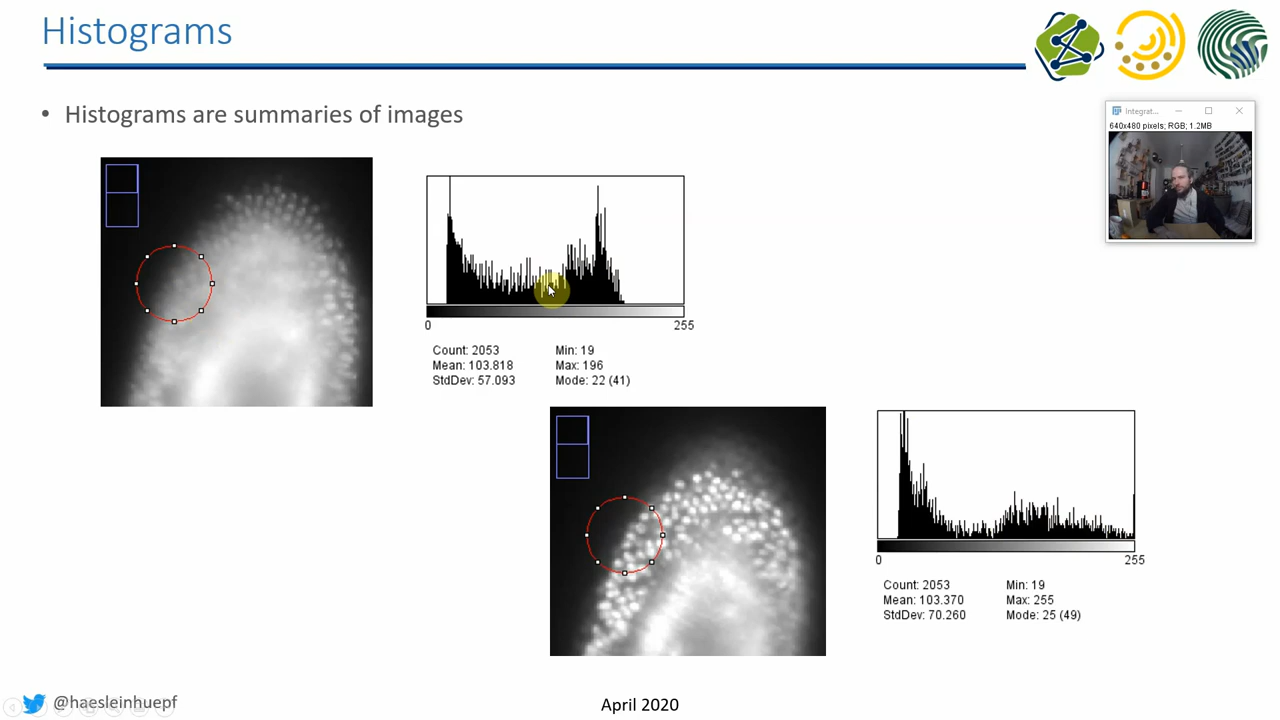 Histograms
• Histograms are summaries of images
Integrat...
640x480 pixels; RGB; 1.2MB
0
255
Count: 2053
Min: 19
Mean: 103.818
Max: 196
StdDev: 57.093
Mode: 22 (41)
0
255
Count: 2053
Min: 19
Mean: 103.370
Max: 255
StdDev: 70.260
Mode: 25 (49)
@haesleinhuepf
April 2020